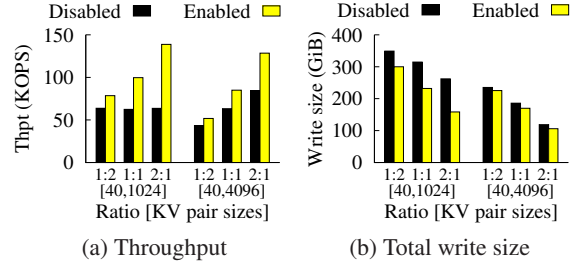 Disabled Enabled
Thpt (KOPS)
150
100
50
0
1:2 1:1 2:1 1:2 1:1 2:1
[40,1024] [40,4096]
Ratio [KV pair sizes]
(a) Throughput
Disabled Enabled
Write size (GiB)
400
300
200
100
0
1:2 1:1 2:1 1:2 1:1 2:1
[40,1024] [40,4096]
Ratio [KV pair sizes]
(b) Total write size